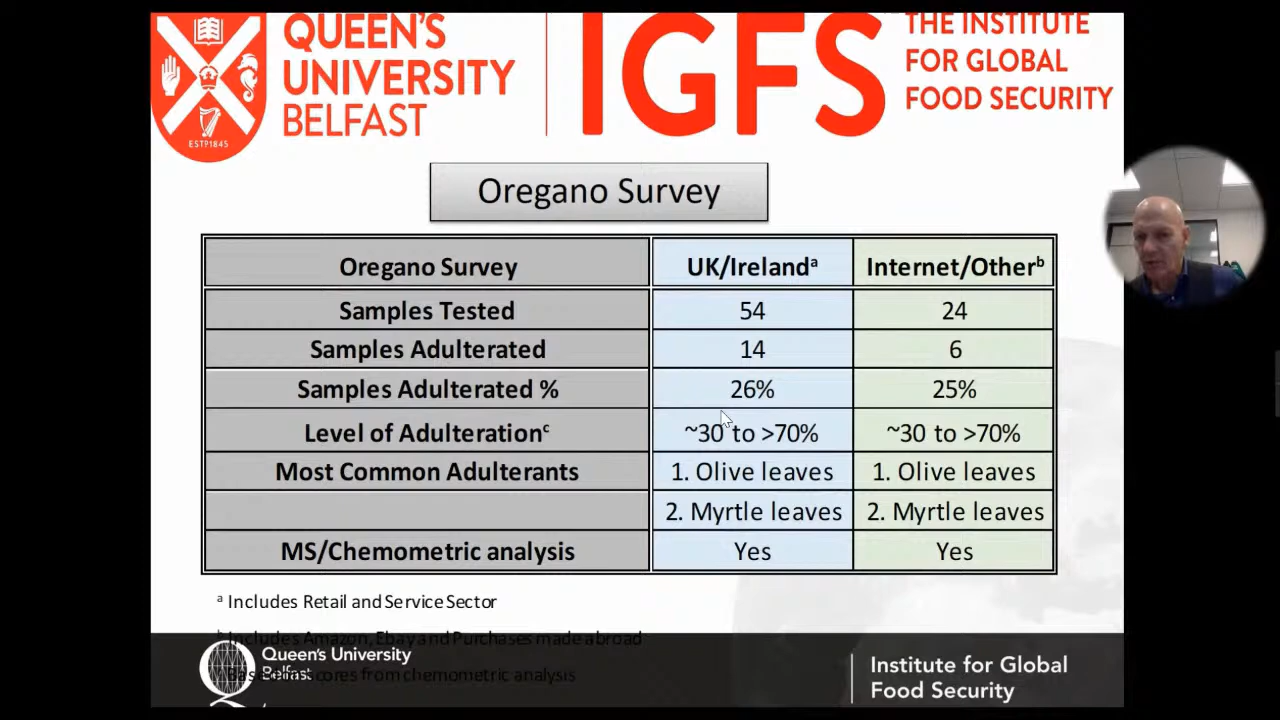 QUEEN'S
UNIVERSITY
BELFAST
ESTD1845
IGFS
THE INSTITUTE
FOR GLOBAL
FOOD SECURITY
Oregano Survey
Oregano Survey UK/Irelandᵃ Internet/Otherᵇ
Samples Tested 54 24
Samples Adulterated 14 6
Samples Adulterated % 26% 25%
Level of Adulterationᶜ ~30 to >70% ~30 to >70%
Most Common Adulterants 1. Olive leaves 1. Olive leaves
2. Myrtle leaves 2. Myrtle leaves
MS/Chemometric analysis Yes Yes
ᵃ Includes Retail and Service Sector
ᵇ Includes Amazon, Ebay and Purchases made abroad
scores from chemometric analysis
Queen's University
Belfast
Institute for Global
Food Security